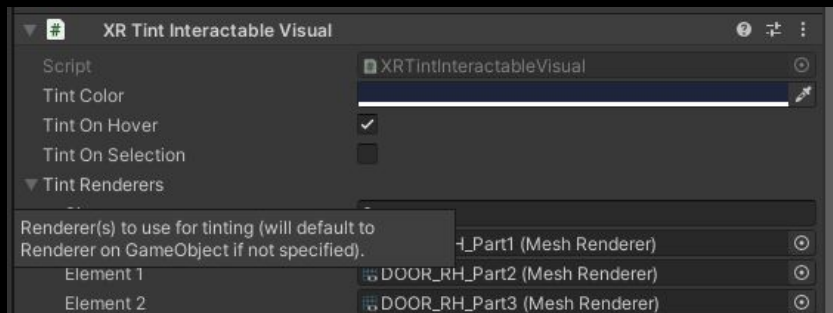 # XR Tint Interactable Visual
Script XRTintInteractableVisual
Tint Color
Tint On Hover
Tint On Selection
Tint Renderers
Renderer(s) to use for tinting (will default to
Renderer on GameObject if not specified).
H_Part1 (Mesh Renderer)
Element 1 DOOR_RH_Part2 (Mesh Renderer)
Element 2 DOOR_RH_Part3 (Mesh Renderer)